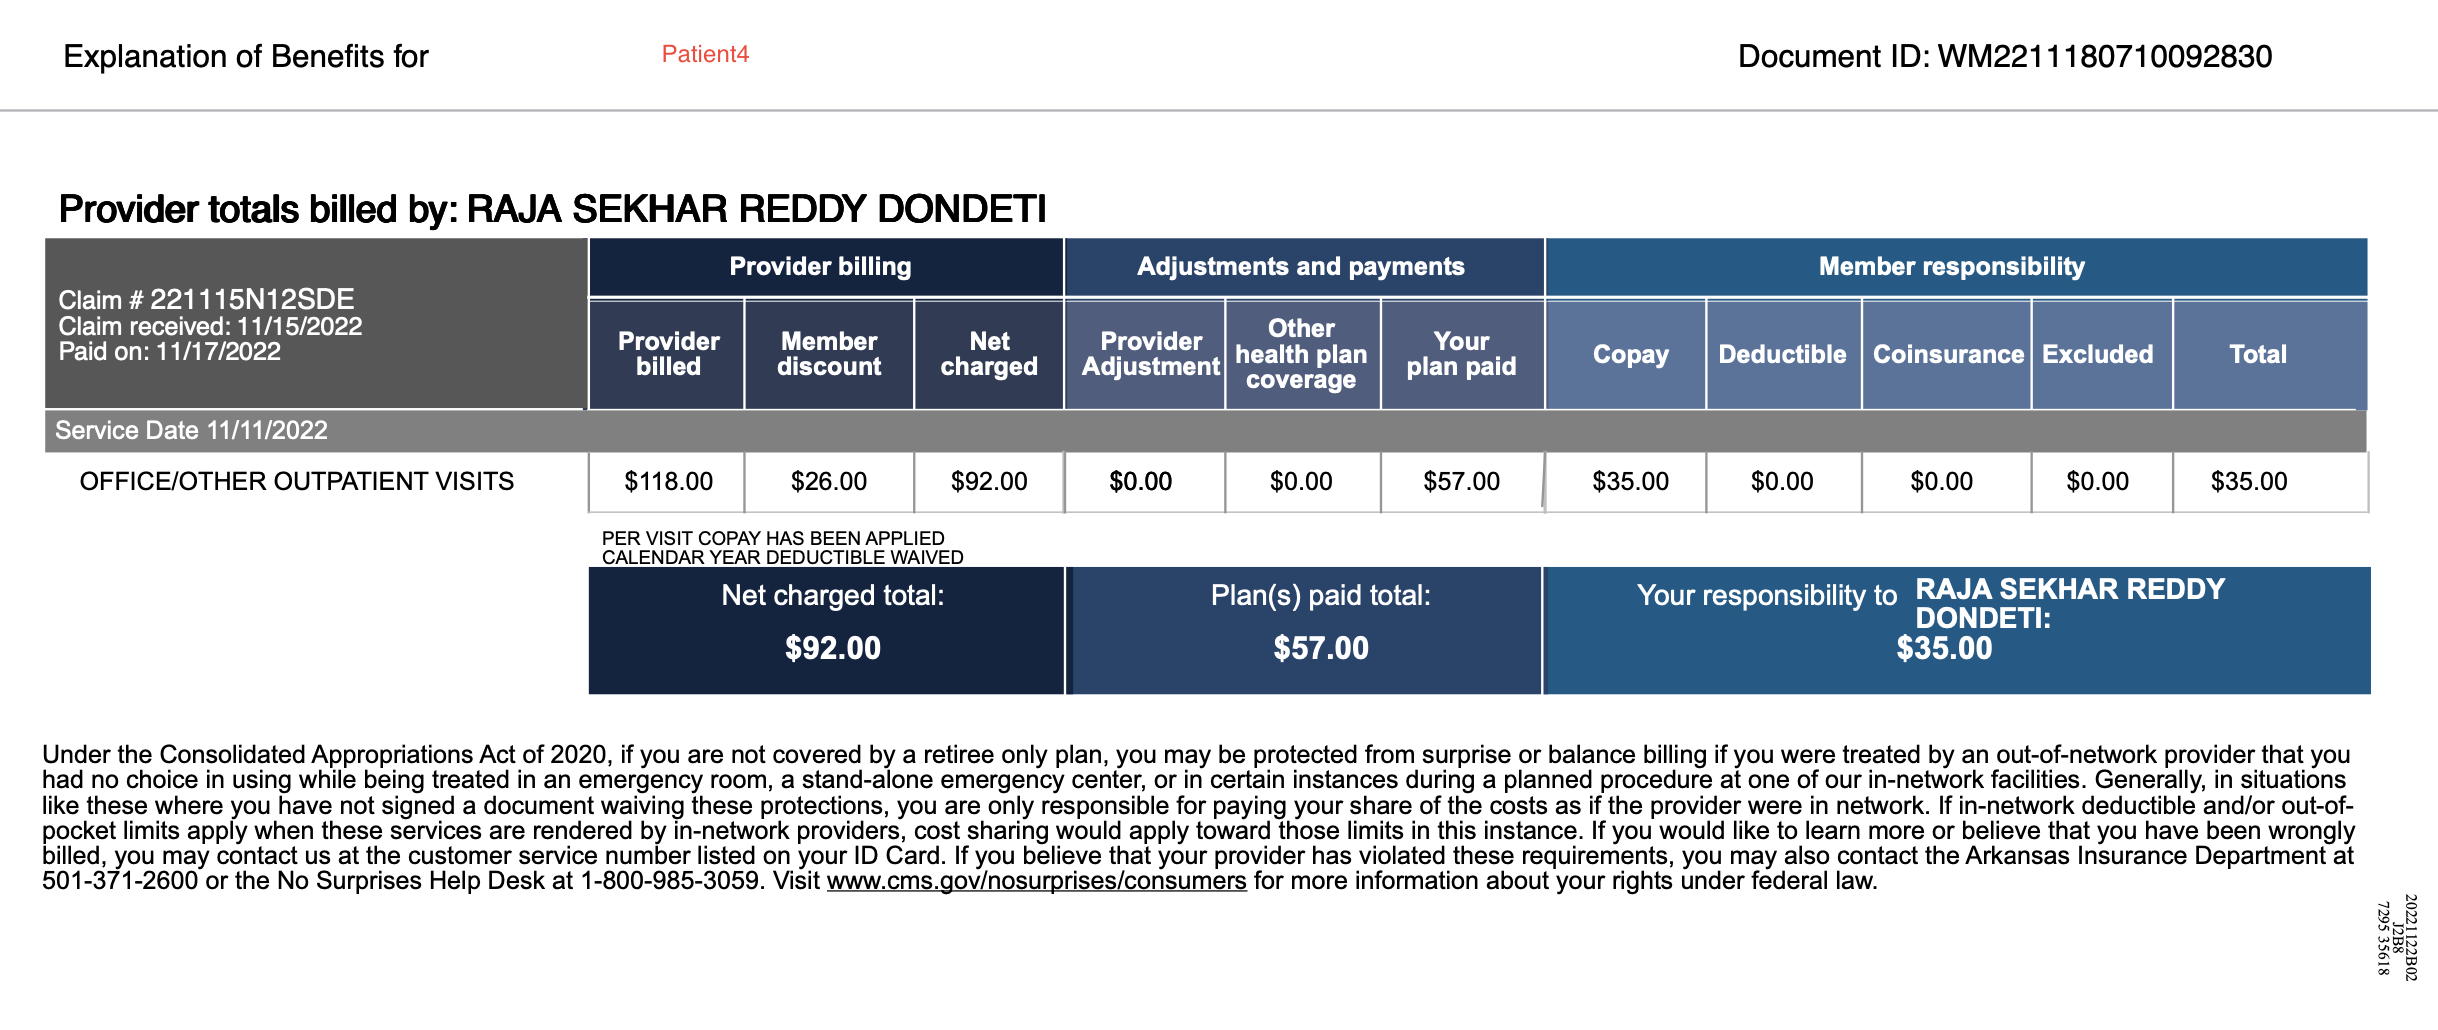 Explanation of Benefits for Patient4 Document ID: WM2211180710092830
Provider totals billed by: RAJA SEKHAR REDDY DONDETI
Claim # 221115N12SDE
Claim received: 11/15/2022
Paid on: 11/17/2022
Provider billing Adjustments and payments Member responsibility
Provider billed Member discount Net charged Provider Adjustment Other health plan coverage Your plan paid Copay Deductible Coinsurance Excluded Total
Service Date 11/11/2022
OFFICE/OTHER OUTPATIENT VISITS $118.00 $26.00 $92.00 $0.00 $0.00 $57.00 $35.00 $0.00 $0.00 $0.00 $35.00
PER VISIT COPAY HAS BEEN APPLIED
CALENDAR YEAR DEDUCTIBLE WAIVED
Net charged total:
$92.00
Plan(s) paid total:
$57.00
Your responsibility to RAJA SEKHAR REDDY
DONDETI:
$35.00
Under the Consolidated Appropriations Act of 2020, if you are not covered by a retiree only plan, you may be protected from surprise or balance billing if you were treated by an out-of-network provider that you
had no choice in using while being treated in an emergency room, a stand-alone emergency center, or in certain instances during a planned procedure at one of our in-network facilities. Generally, in situations
like these where you have not signed a document waiving these protections, you are only responsible for paying your share of the costs as if the provider were in network. If in-network deductible and/or out-of-
pocket limits apply when these services are rendered by in-network providers, cost sharing would apply toward those limits in this instance. If you would like to learn more or believe that you have been wrongly
billed, you may contact us at the customer service number listed on your ID Card. If you believe that your provider has violated these requirements, you may also contact the Arkansas Insurance Department at
501-371-2600 or the No Surprises Help Desk at 1-800-985-3059. Visit www.cms.gov/nosurprises/consumers for more information about your rights under federal law.
20221122B02
J2B8
7295 35618